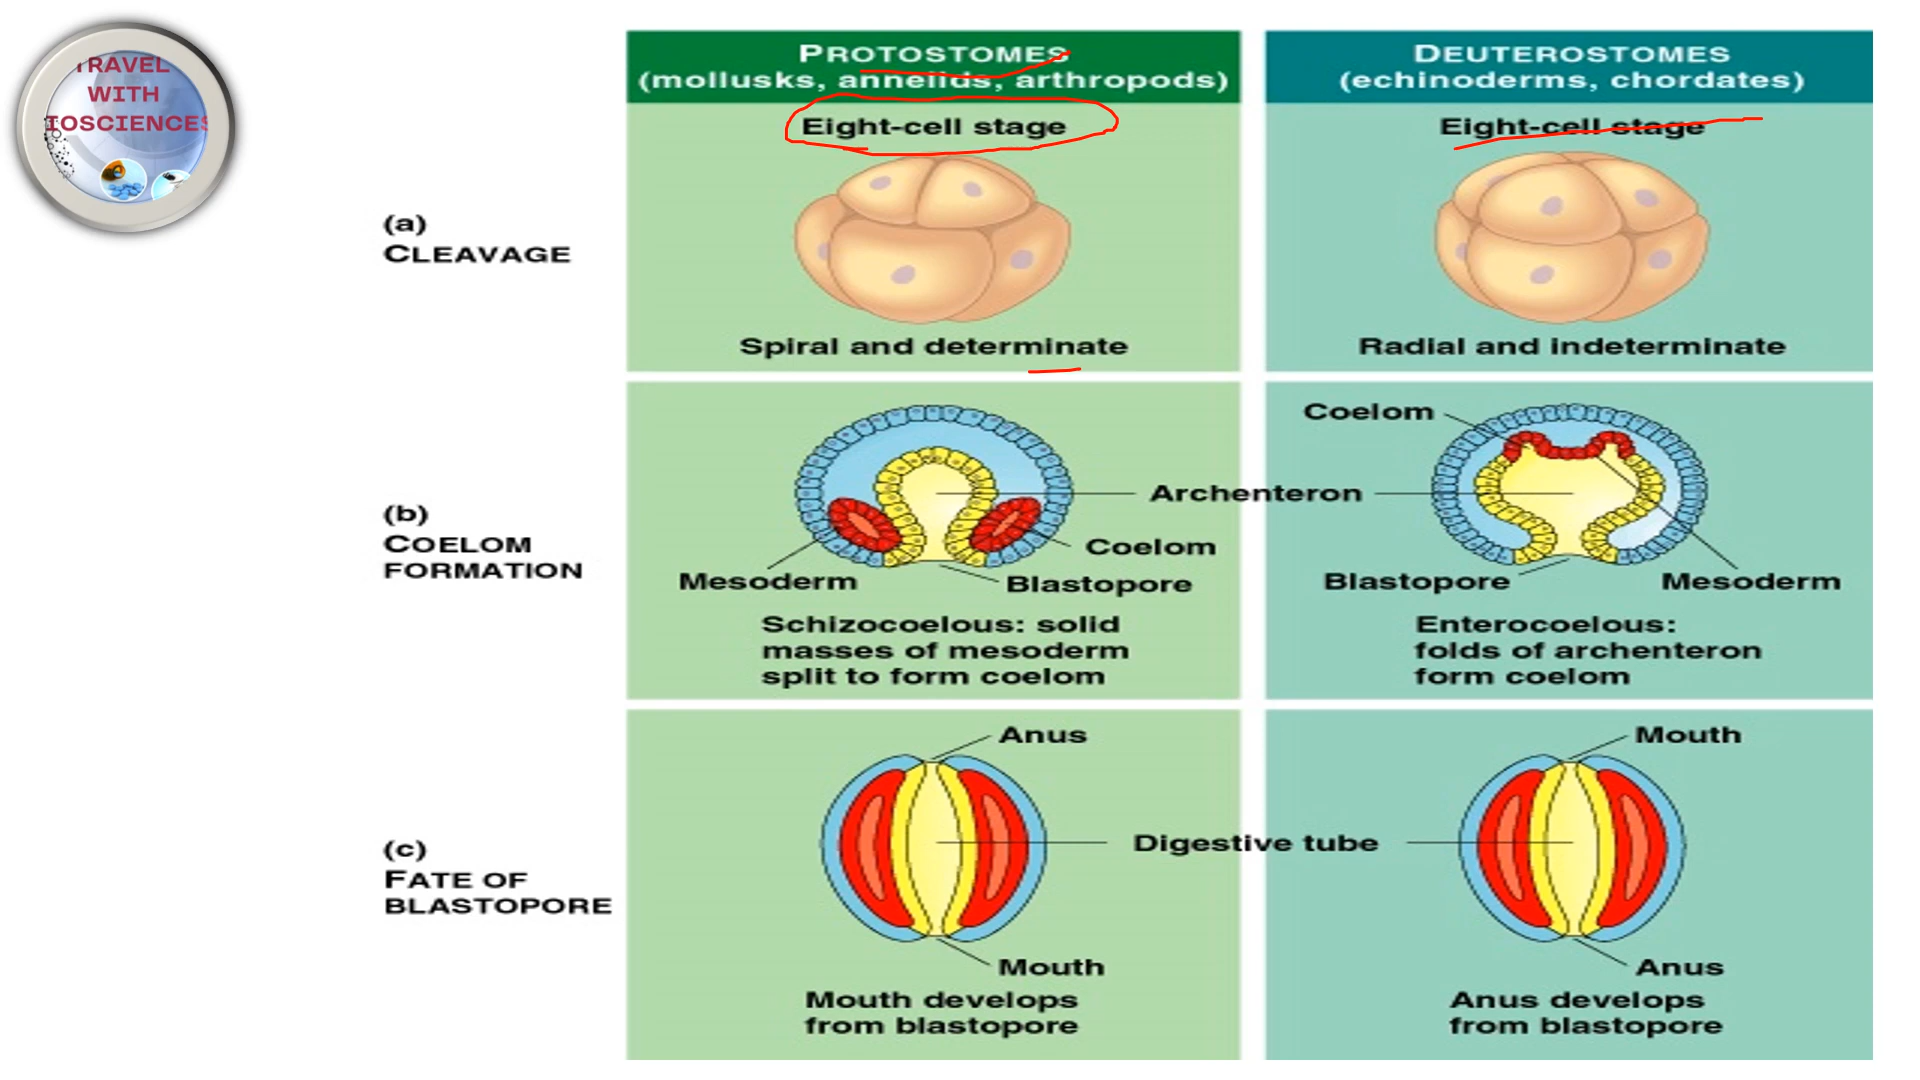 TRAVEL
WITH
IOSCIENCES
PROTOSTOMES
(mollusks, annelids, arthropods)
DEUTEROSTOMES
(echinoderms, chordates)
(a)
CLEAVAGE
Eight-cell stage
Spiral and determinate
Eight-cell stage
Radial and indeterminate
(b)
COELOM
FORMATION
Archenteron
Coelom
Mesoderm
Blastopore
Schizocoelous: solid
masses of mesoderm
split to form coelom
Coelom
Blastopore
Mesoderm
Enterocoelous:
folds of archenteron
form coelom
(c)
FATE OF
BLASTOPORE
Anus
Digestive tube
Mouth
Mouth develops
from blastopore
Mouth
Anus
Anus develops
from blastopore